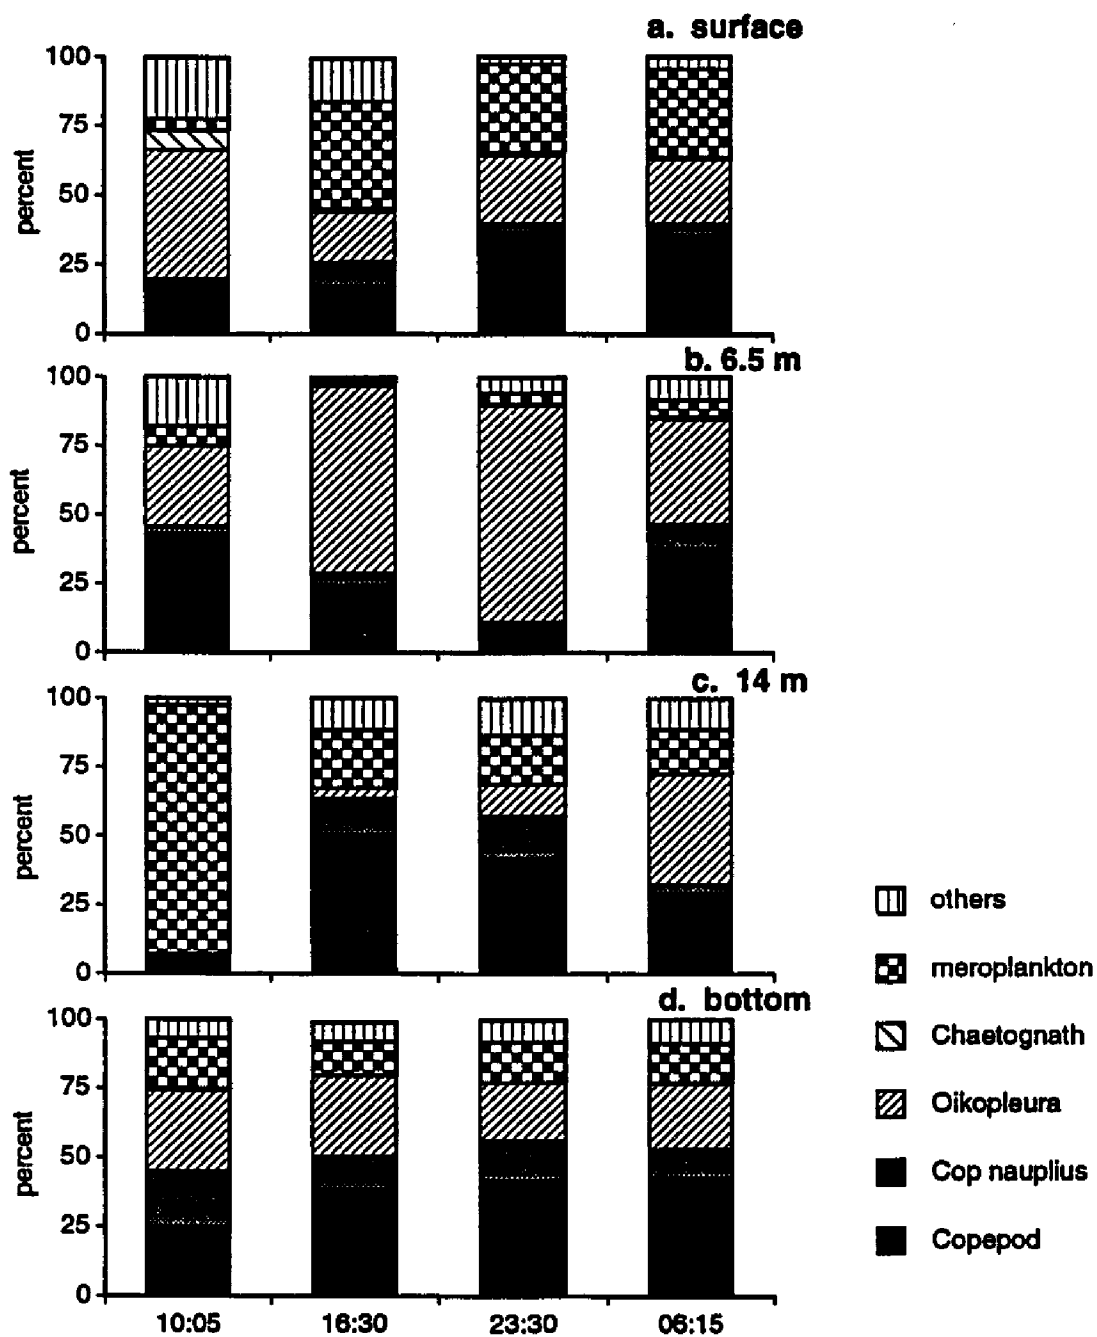 a. surface
100
75
50
25
0
percent
b. 6.5 m
100
75
50
25
0
percent
c. 14 m
100
75
50
25
0
percent
d. bottom
100
75
50
25
0
percent
10:05 16:30 23:30 06:15
others
meroplankton
Chaetognath
Oikopleura
Cop nauplius
Copepod